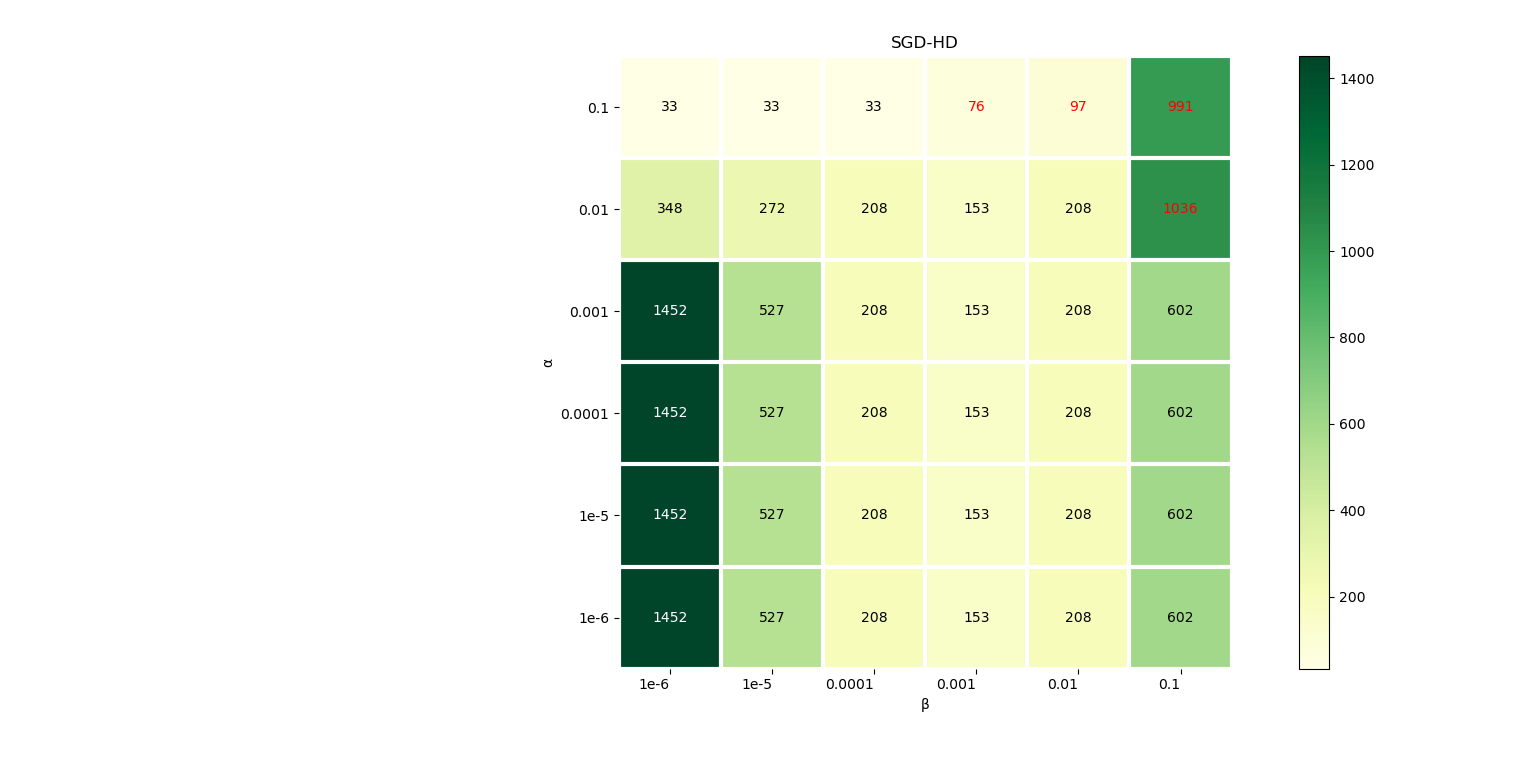 SGD-HD
0.1 33 33 33 76 97 991
0.01 348 272 208 153 208 1036
0.001 1452 527 208 153 208 602
α
0.0001 1452 527 208 153 208 602
1e-5 1452 527 208 153 208 602
1e-6 1452 527 208 153 208 602
1e-6 1e-5 0.0001 0.001 0.01 0.1
β
1400
1200
1000
800
600
400
200